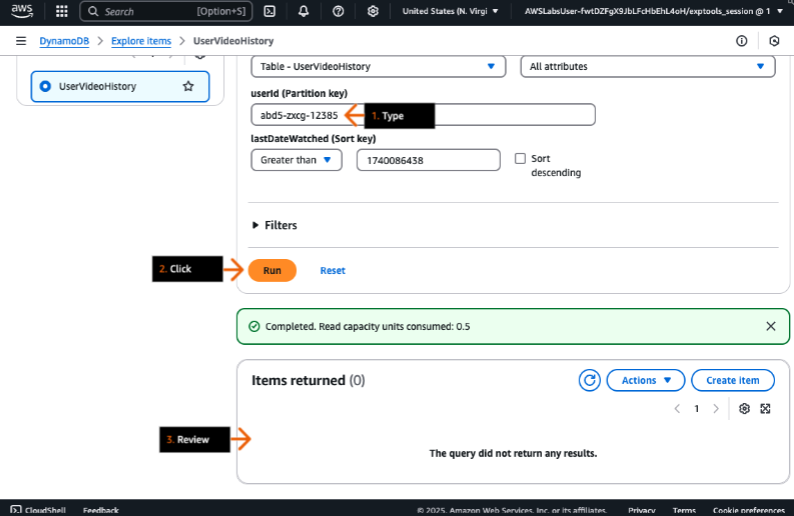 aws Search [Option+S] United States (N. Virgi AWSLabsUser-fwtDZFgX9JbLFcHbEhL4oH/exptools_session @ 1
DynamoDB > Explore items > UserVideoHistory
UserVideoHistory
Table - UserVideoHistory All attributes
userId (Partition key)
abd5-zxcg-12385 1. Type
lastDateWatched (Sort key)
Greater than 1740086438 Sort
descending
Filters
2. Click Run Reset
Completed. Read capacity units consumed: 0.5
Items returned (0) Actions Create item
1
3. Review
The query did not return any results.
CloudShell Feedback © 2025, Amazon Web Services, Inc. or its affiliates. Privacy Terms Cookie preferences